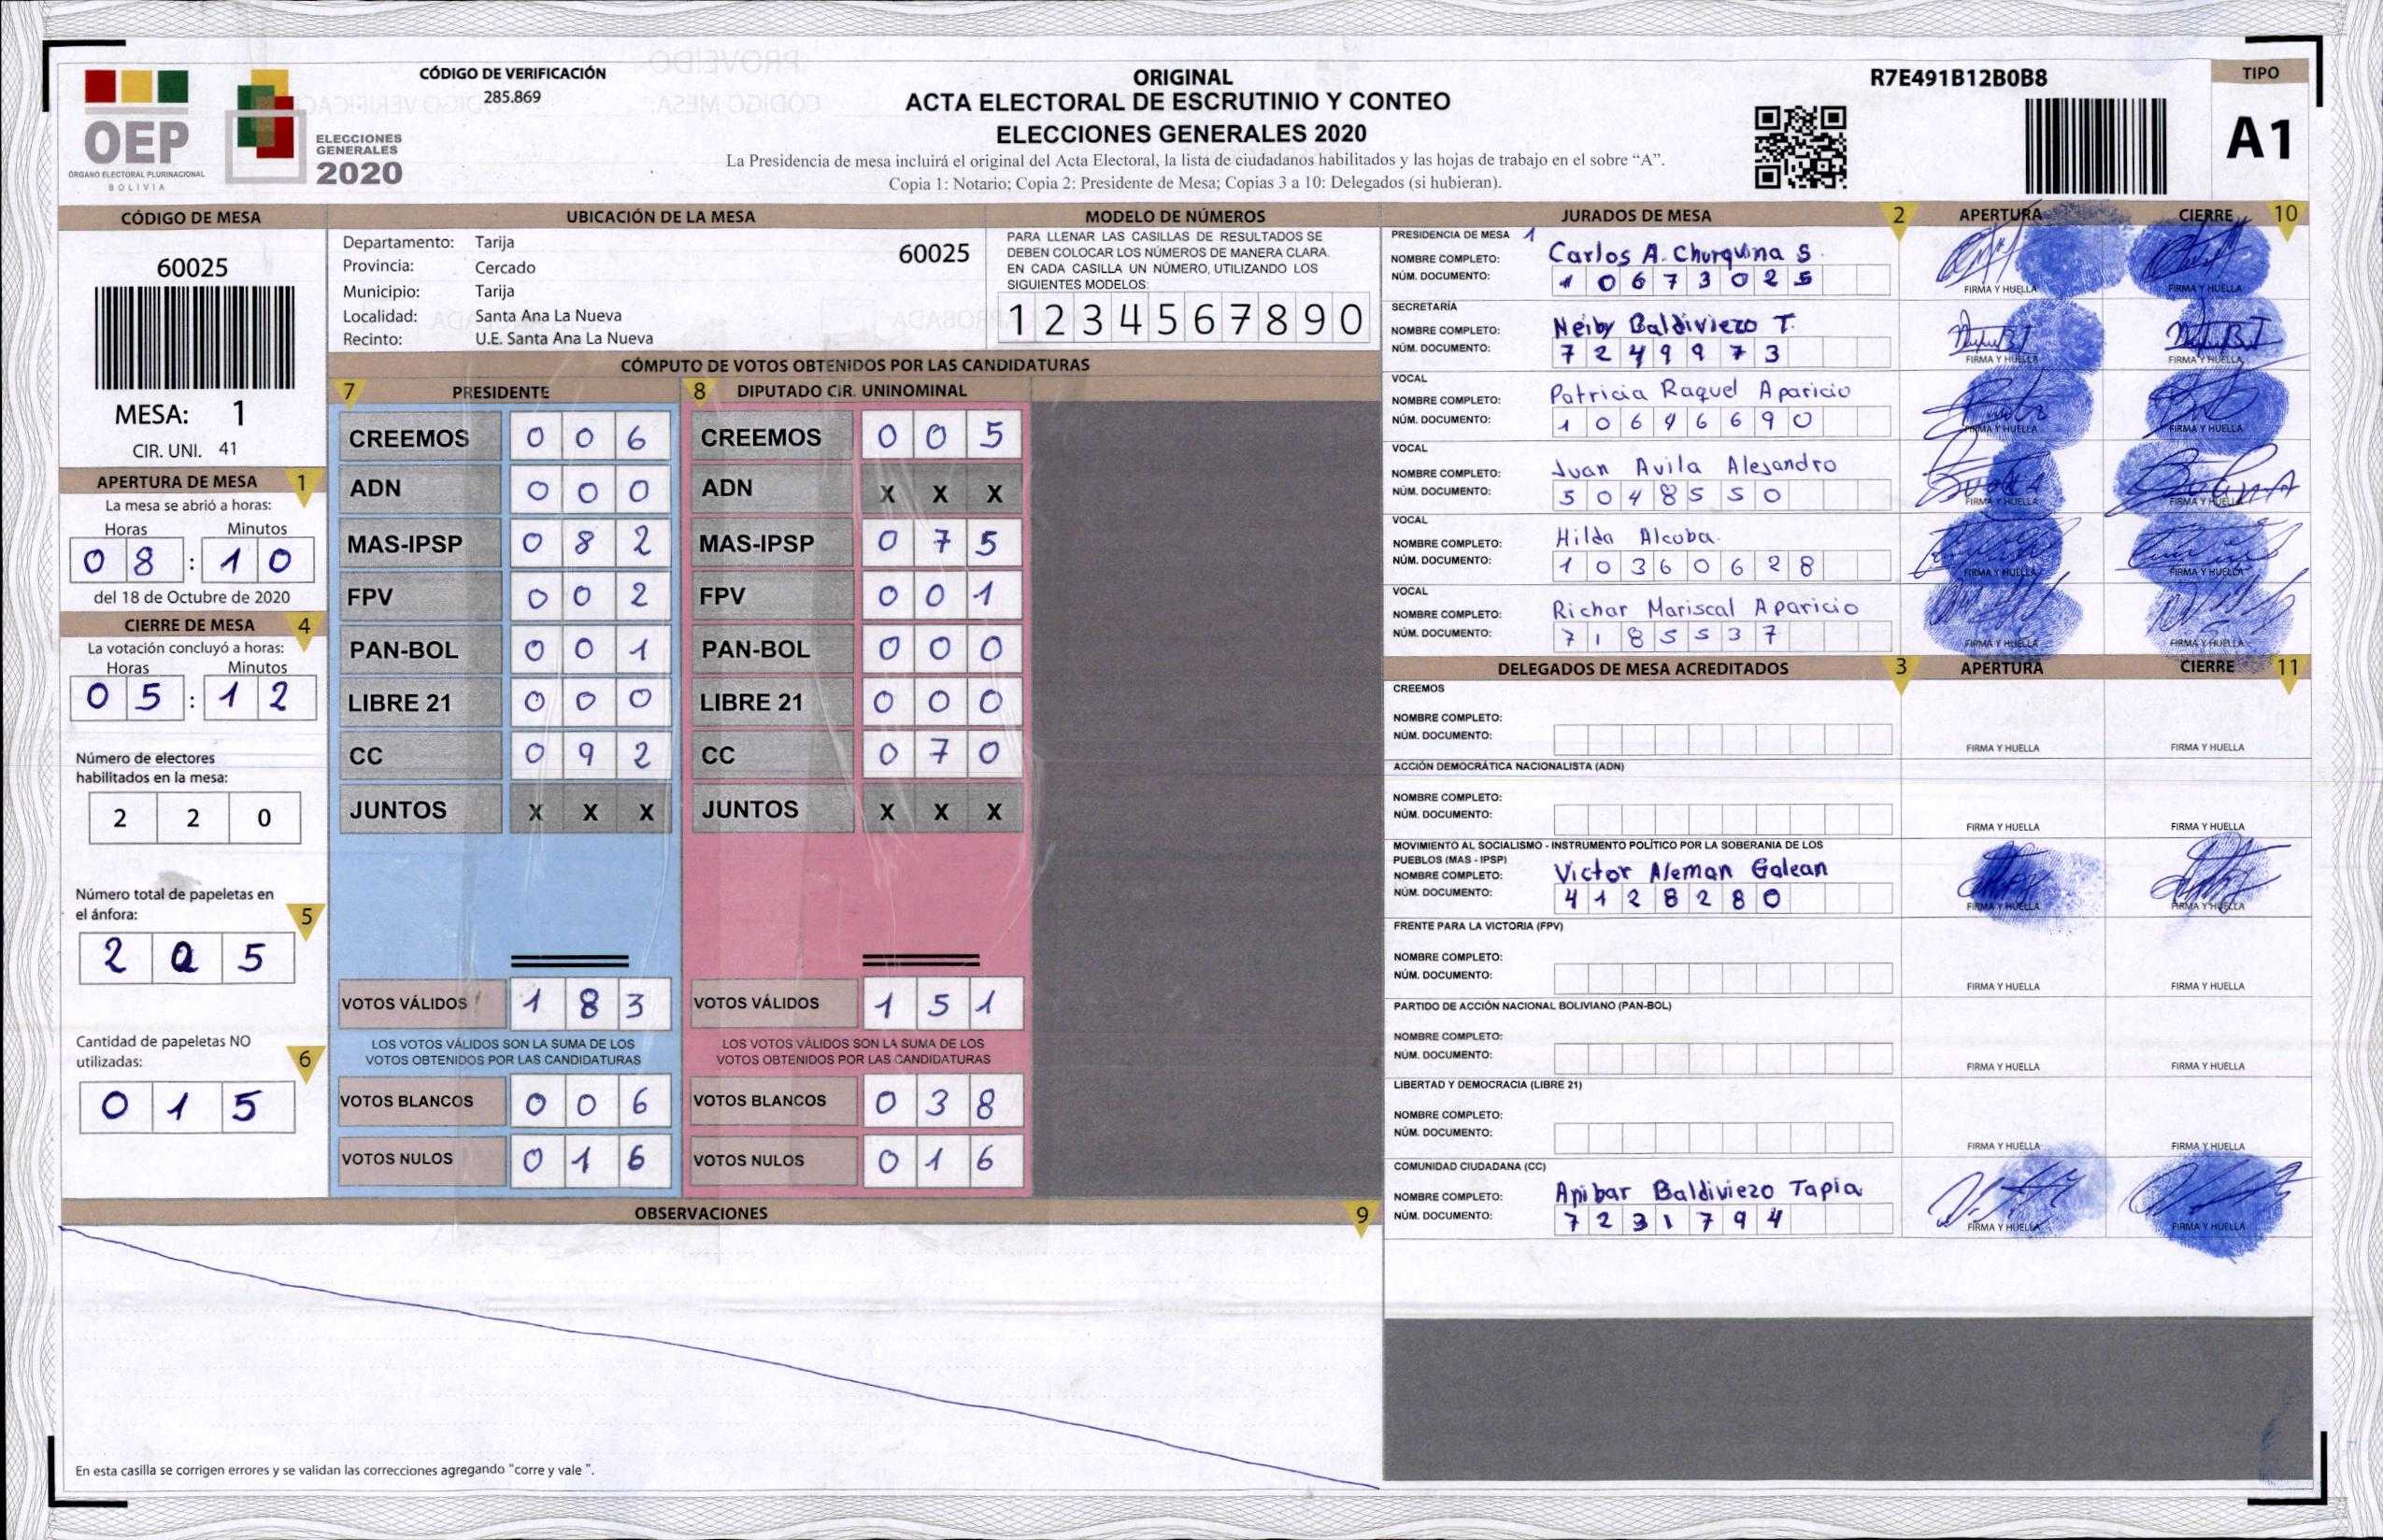 CÓDIGO DE VERIFICACIÓN
285.869
OEP
ÓRGANO ELECTORAL PLURINACIONAL
BOLIVIA
ELECCIONES
GENERALES
2020
ORIGINAL
ACTA ELECTORAL DE ESCRUTINIO Y CONTEO
ELECCIONES GENERALES 2020
La Presidencia de mesa incluirá el original del Acta Electoral, la lista de ciudadanos habilitados y las hojas de trabajo en el sobre “A”.
Copia 1: Notario; Copia 2: Presidente de Mesa; Copias 3 a 10: Delegados (si hubieran).
R7E491B12B0B8
TIPO
A1
CÓDIGO DE MESA
60025
MESA: 1
CIR. UNI. 41
APERTURA DE MESA 1
La mesa se abrió a horas:
Horas Minutos
0 8 : 1 0
del 18 de Octubre de 2020
CIERRE DE MESA 4
La votación concluyó a horas:
Horas Minutos
0 5 : 1 2
Número de electores
habilitados en la mesa:
2 2 0
Número total de papeletas en
el ánfora: 5
2 0 5
Cantidad de papeletas NO
utilizadas: 6
0 1 5
UBICACIÓN DE LA MESA
Departamento: Tarija 60025
Provincia: Cercado
Municipio: Tarija
Localidad: Santa Ana La Nueva
Recinto: U.E. Santa Ana La Nueva
MODELO DE NÚMEROS
PARA LLENAR LAS CASILLAS DE RESULTADOS SE
DEBEN COLOCAR LOS NÚMEROS DE MANERA CLARA.
EN CADA CASILLA UN NÚMERO, UTILIZANDO LOS
SIGUIENTES MODELOS:
1 2 3 4 5 6 7 8 9 0
CÓMPUTO DE VOTOS OBTENIDOS POR LAS CANDIDATURAS
7 PRESIDENTE
CREEMOS 0 0 6
ADN 0 0 0
MAS-IPSP 0 8 2
FPV 0 0 2
PAN-BOL 0 0 1
LIBRE 21 0 0 0
CC 0 9 2
JUNTOS X X X
VOTOS VÁLIDOS 1 8 3
LOS VOTOS VÁLIDOS SON LA SUMA DE LOS
VOTOS OBTENIDOS POR LAS CANDIDATURAS
VOTOS BLANCOS 0 0 6
VOTOS NULOS 0 1 6
8 DIPUTADO CIR. UNINOMINAL
CREEMOS 0 0 5
ADN X X X
MAS-IPSP 0 7 5
FPV 0 0 1
PAN-BOL 0 0 0
LIBRE 21 0 0 0
CC 0 7 0
JUNTOS X X X
VOTOS VÁLIDOS 1 5 1
LOS VOTOS VÁLIDOS SON LA SUMA DE LOS
VOTOS OBTENIDOS POR LAS CANDIDATURAS
VOTOS BLANCOS 0 3 8
VOTOS NULOS 0 1 6
OBSERVACIONES 9
En esta casilla se corrigen errores y se validan las correcciones agregando “corre y vale ”.
JURADOS DE MESA 2 APERTURA CIERRE 10
PRESIDENCIA DE MESA 1
NOMBRE COMPLETO: Carlos A. Churquina S.
NÚM. DOCUMENTO: 1 0 6 7 3 0 2 5
FIRMA Y HUELLA FIRMA Y HUELLA
SECRETARÍA
NOMBRE COMPLETO: Neiby Baldiviezo T.
NÚM. DOCUMENTO: 7 2 4 9 9 7 3
FIRMA Y HUELLA FIRMA Y HUELLA
VOCAL
NOMBRE COMPLETO: Patricia Raquel Aparicio
NÚM. DOCUMENTO: 1 0 6 4 6 6 9 0
FIRMA Y HUELLA FIRMA Y HUELLA
VOCAL
NOMBRE COMPLETO: Juan Avila Alejandro
NÚM. DOCUMENTO: 5 0 4 8 5 5 0
FIRMA Y HUELLA FIRMA Y HUELLA
VOCAL
NOMBRE COMPLETO: Hilda Alcoba.
NÚM. DOCUMENTO: 1 0 3 6 0 6 2 8
FIRMA Y HUELLA FIRMA Y HUELLA
VOCAL
NOMBRE COMPLETO: Richar Mariscal Aparicio
NÚM. DOCUMENTO: 7 1 8 5 5 3 7
FIRMA Y HUELLA FIRMA Y HUELLA
DELEGADOS DE MESA ACREDITADOS 3 APERTURA CIERRE 11
CREEMOS
NOMBRE COMPLETO:
NÚM. DOCUMENTO:
FIRMA Y HUELLA FIRMA Y HUELLA
ACCIÓN DEMOCRÁTICA NACIONALISTA (ADN)
NOMBRE COMPLETO:
NÚM. DOCUMENTO:
FIRMA Y HUELLA FIRMA Y HUELLA
MOVIMIENTO AL SOCIALISMO - INSTRUMENTO POLÍTICO POR LA SOBERANIA DE LOS
PUEBLOS (MAS - IPSP)
NOMBRE COMPLETO: Victor Aleman Galean
NÚM. DOCUMENTO: 4 1 2 8 2 8 0
FIRMA Y HUELLA FIRMA Y HUELLA
FRENTE PARA LA VICTORIA (FPV)
NOMBRE COMPLETO:
NÚM. DOCUMENTO:
FIRMA Y HUELLA FIRMA Y HUELLA
PARTIDO DE ACCIÓN NACIONAL BOLIVIANO (PAN-BOL)
NOMBRE COMPLETO:
NÚM. DOCUMENTO:
FIRMA Y HUELLA FIRMA Y HUELLA
LIBERTAD Y DEMOCRACIA (LIBRE 21)
NOMBRE COMPLETO:
NÚM. DOCUMENTO:
FIRMA Y HUELLA FIRMA Y HUELLA
COMUNIDAD CIUDADANA (CC)
NOMBRE COMPLETO: Anibar Baldiviezo Tapia
NÚM. DOCUMENTO: 7 2 3 1 7 9 4
FIRMA Y HUELLA FIRMA Y HUELLA